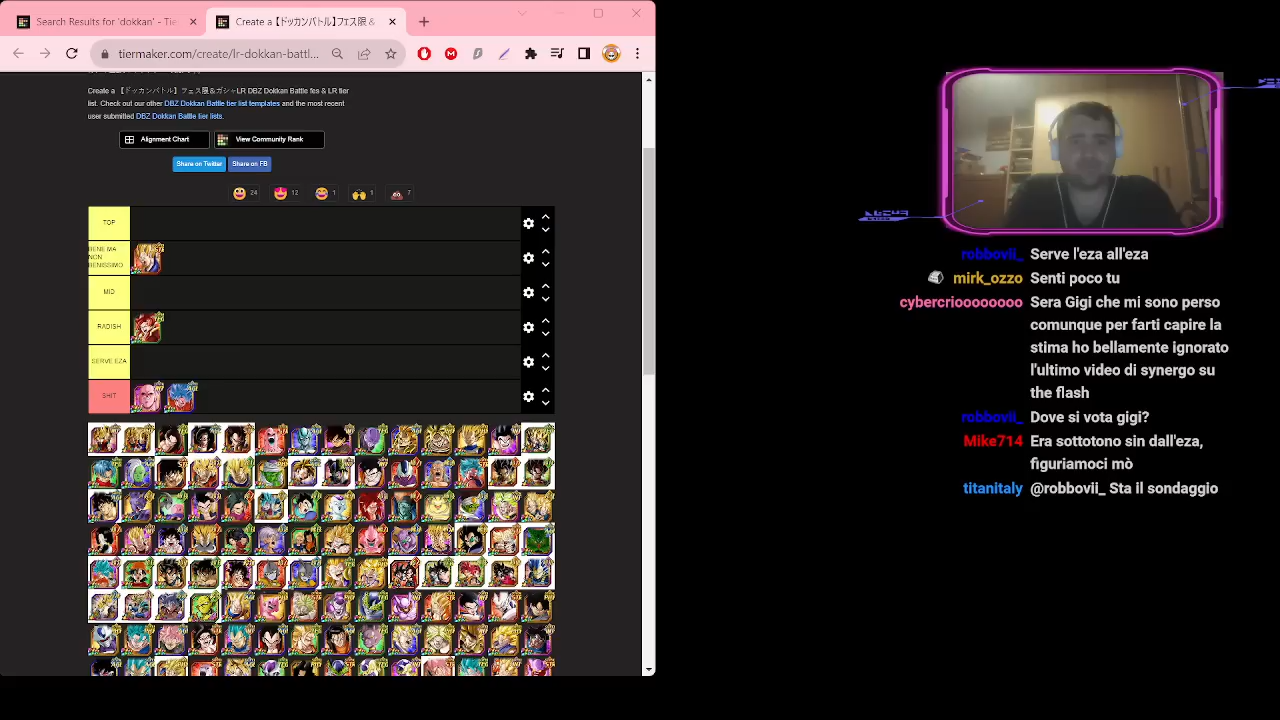 Search Results for 'dokkan' - Tie
Create a 【ドッカンバトル】フェス限 &
tiermaker.com/create/lr-dokkan-battl...
Create a 【ドッカンバトル】フェス限＆ガシャLR DBZ Dokkan Battle fes & LR tier
list. Check out our other DBZ Dokkan Battle tier list templates and the most recent
user submitted DBZ Dokkan Battle tier lists.
Alignment Chart
View Community Rank
Share on Twitter
Share on FB
24
12
1
1
7
TOP
BENE MA
NON
BENISSIMO
MID
RADISH
SERVE EZA
SHIT
robbovii_ Serve l'eza all'eza
mirk_ozzo Senti poco tu
cybercrioooooooo Sera Gigi che mi sono perso
comunque per farti capire la
stima ho bellamente ignorato
l'ultimo video di synergo su
the flash
robbovii_ Dove si vota gigi?
Mike714 Era sottotono sin dall'eza,
figuriamoci mò
titanitaly @robbovii_ Sta il sondaggio